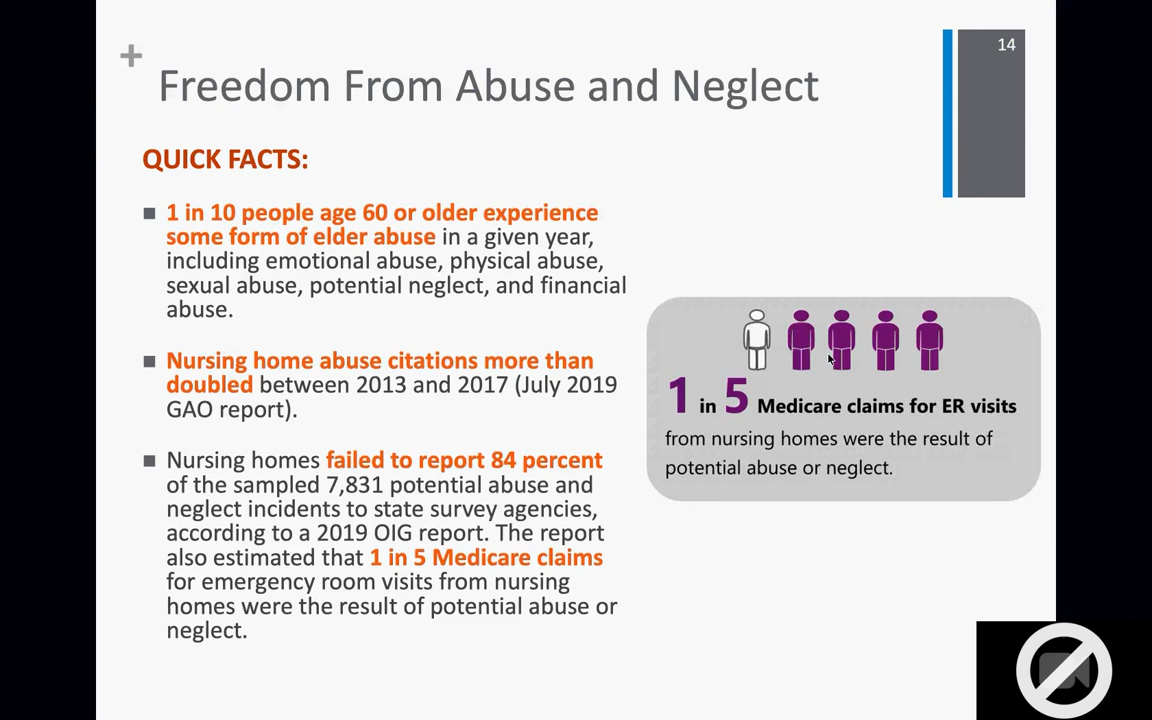 14
+
Freedom From Abuse and Neglect
QUICK FACTS:
■ 1 in 10 people age 60 or older experience
some form of elder abuse in a given year,
including emotional abuse, physical abuse,
sexual abuse, potential neglect, and financial
abuse.
■ Nursing home abuse citations more than
doubled between 2013 and 2017 (July 2019
GAO report).
■ Nursing homes failed to report 84 percent
of the sampled 7,831 potential abuse and
neglect incidents to state survey agencies,
according to a 2019 OIG report. The report
also estimated that 1 in 5 Medicare claims
for emergency room visits from nursing
homes were the result of potential abuse or
neglect.
1 in 5 Medicare claims for ER visits
from nursing homes were the result of
potential abuse or neglect.